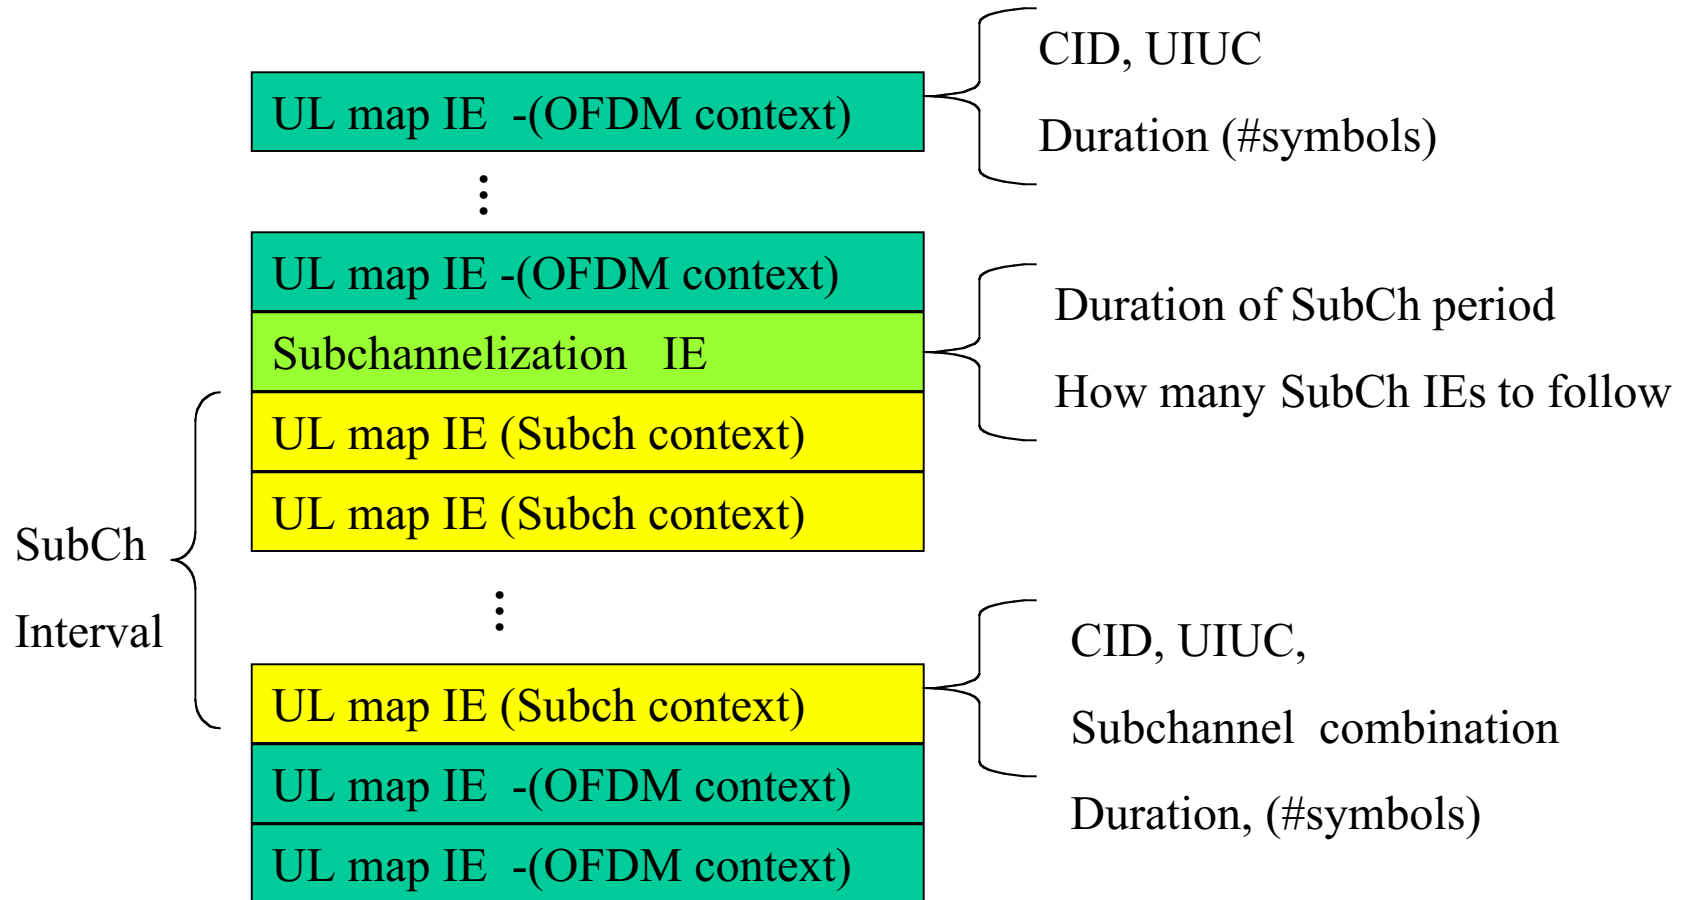 UL map IE -(OFDM context)
CID, UIUC
Duration (#symbols)
UL map IE -(OFDM context)
Subchannelization IE
Duration of SubCh period
How many SubCh IEs to follow
UL map IE (Subch context)
UL map IE (Subch context)
SubCh
Interval
UL map IE (Subch context)
CID, UIUC,
Subchannel combination
Duration, (#symbols)
UL map IE -(OFDM context)
UL map IE -(OFDM context)